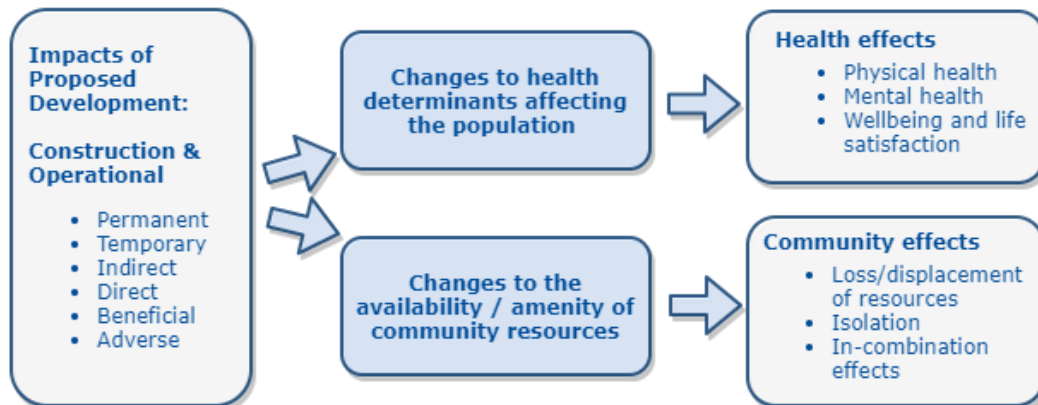 Impacts of
Proposed
Development:
Construction &
Operational
• Permanent
• Temporary
• Indirect
• Direct
• Beneficial
• Adverse
Changes to health
determinants affecting
the population
Health effects
• Physical health
• Mental health
• Wellbeing and life
satisfaction
Changes to the
availability / amenity of
community resources
Community effects
• Loss/displacement
of resources
• Isolation
• In-combination
effects